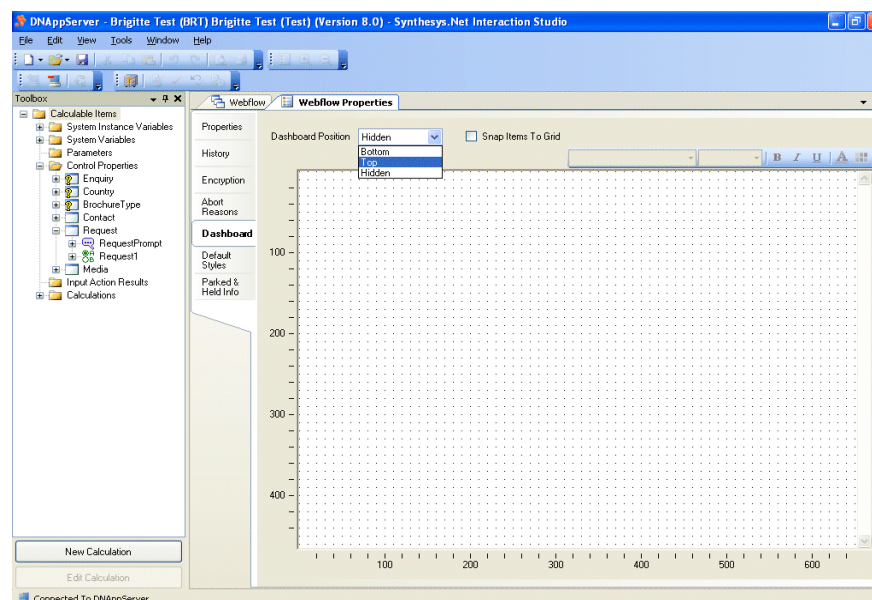 DNAppServer - Brigitte Test (BRT) Brigitte Test (Test) (Version 8.0) - Synthesys.Net Interaction Studio
File Edit View Tools Window Help
Toolbox
Webflow Webflow Properties
Calculable Items
System Instance Variables
System Variables
Parameters
Control Properties
Enquiry
Country
BrochureType
Contact
Request
RequestPrompt
Request1
Media
Input Action Results
Calculations
New Calculation
Edit Calculation
Properties
History
Encryption
Abort
Reasons
Dashboard
Default
Styles
Parked &
Held Info
Dashboard Position Hidden Snap Items To Grid
Bottom
Top
Hidden
B I U A
100
200
300
400
100 200 300 400 500 600
Connected To DNAppServer